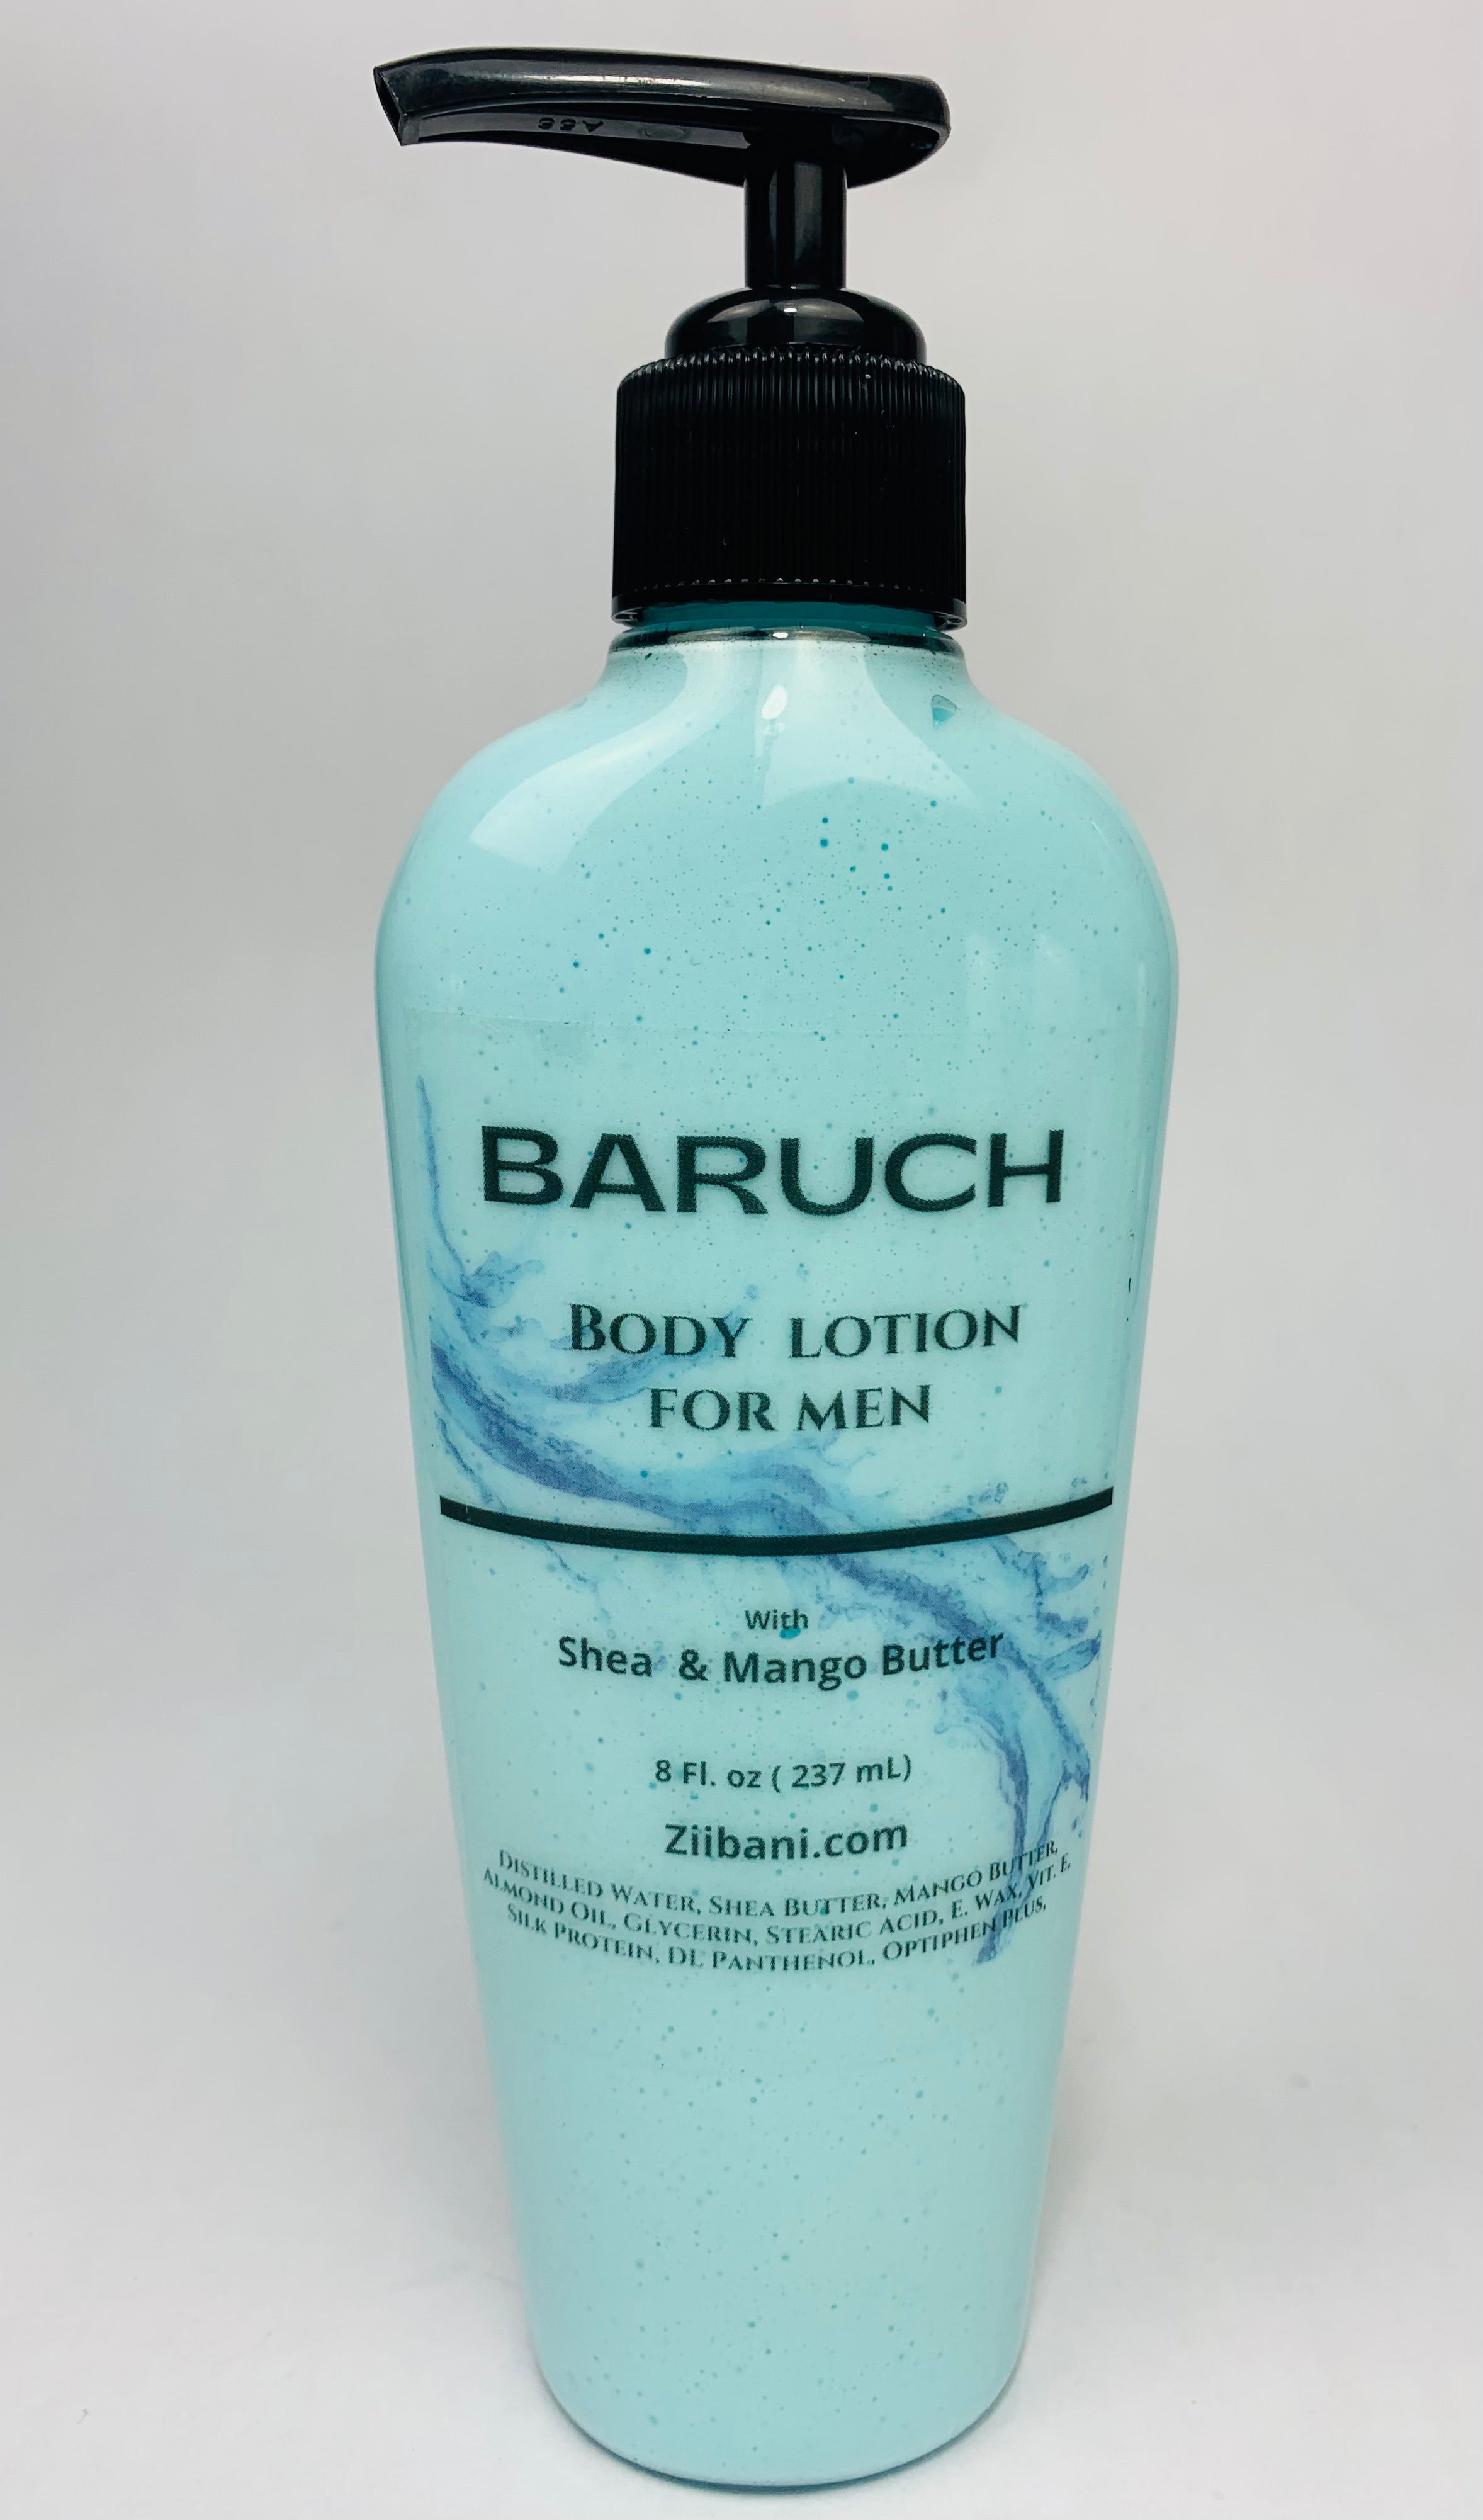 BARUCH
BODY LOTION
FOR MEN
With
Shea & Mango Butter
8 Fl. oz ( 237 mL)
Ziibani.com
DISTILLED WATER, SHEA BUTTER, MANGO BUTTER,
ALMOND OIL, GLYCERIN, STEARIC ACID, E. WAX, VIT. E,
SILK PROTEIN, DL PANTHENOL, OPTIPHEN PLUS,